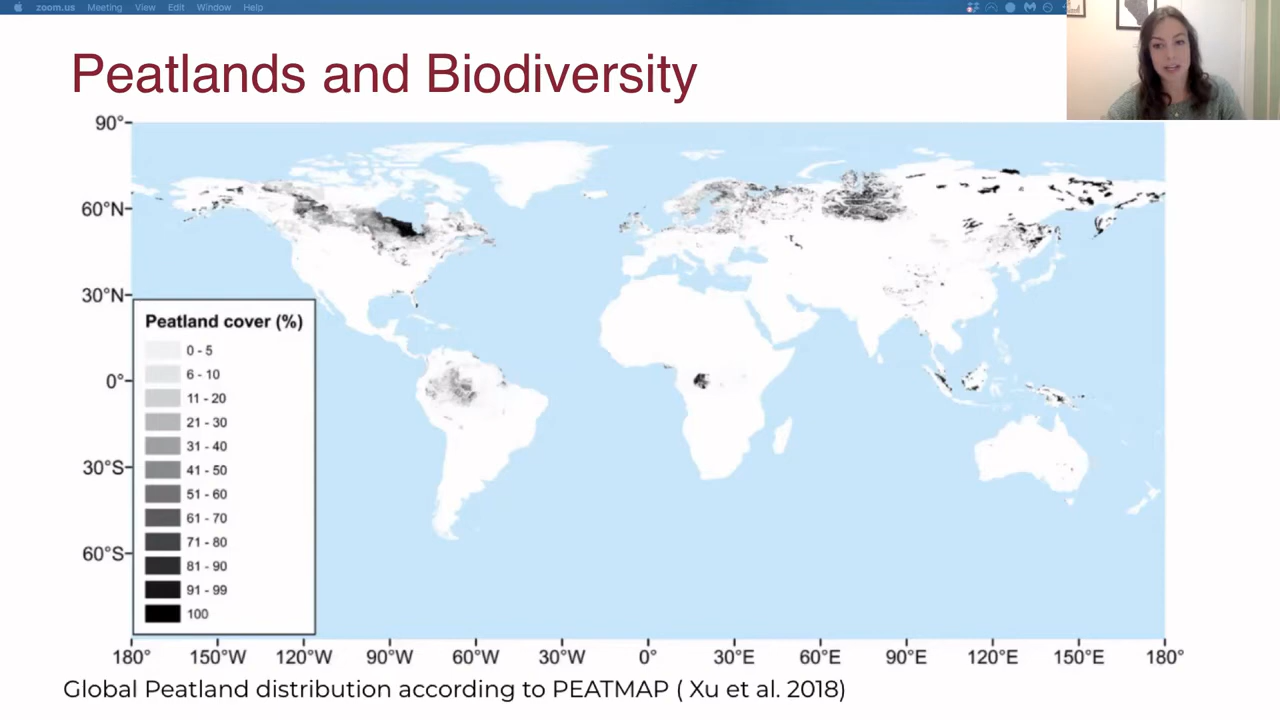 zoom.us Meeting View Edit Window Help
Peatlands and Biodiversity
90°
60°N
30°N
0°
30°S
60°S
Peatland cover (%)
0 - 5
6 - 10
11 - 20
21 - 30
31 - 40
41 - 50
51 - 60
61 - 70
71 - 80
81 - 90
91 - 99
100
180° 150°W 120°W 90°W 60°W 30°W 0° 30°E 60°E 90°E 120°E 150°E 180°
Global Peatland distribution according to PEATMAP ( Xu et al. 2018)